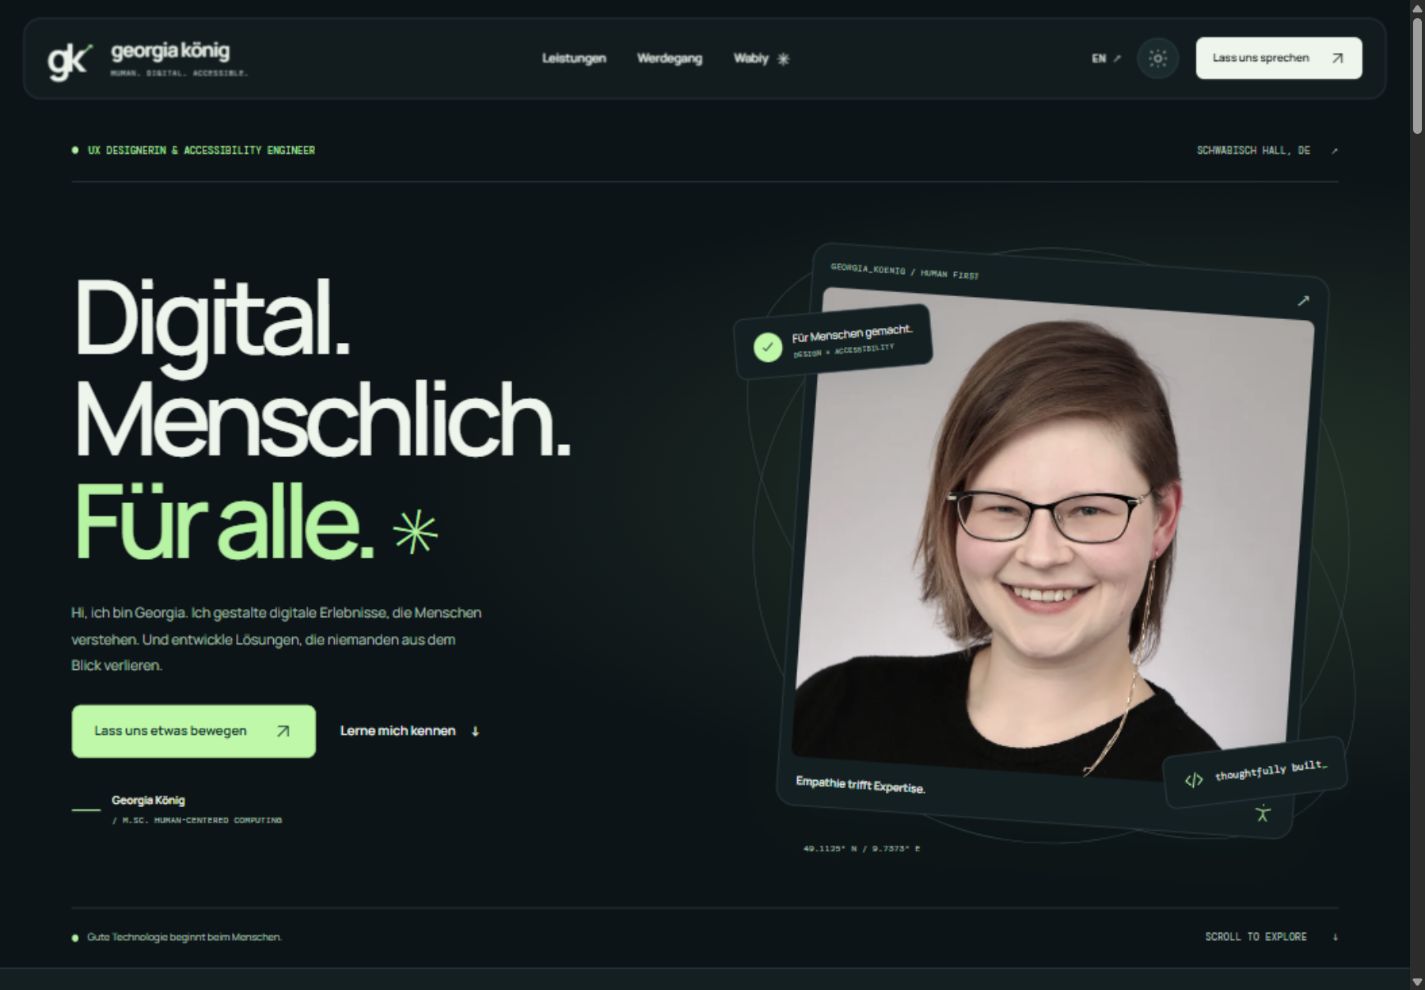 gk
georgia könig
HUMAN. DIGITAL. ACCESSIBLE.
Leistungen
Werdegang
Wably
EN ↗
Lass uns sprechen
UX DESIGNERIN & ACCESSIBILITY ENGINEER
SCHWÄBISCH HALL, DE ↗
Digital.
Menschlich.
Für alle.
Hi, ich bin Georgia. Ich gestalte digitale Erlebnisse, die Menschen
verstehen. Und entwickle Lösungen, die niemanden aus dem
Blick verlieren.
Lass uns etwas bewegen
Lerne mich kennen ↓
Georgia König
/ M.SC. HUMAN-CENTERED COMPUTING
GEORGIA_KOENIG / HUMAN FIRST
Für Menschen gemacht.
DESIGN + ACCESSIBILITY
Empathie trifft Expertise.
</> thoughtfully built_
49.1125° N / 9.7373° E
Gute Technologie beginnt beim Menschen.
SCROLL TO EXPLORE ↓